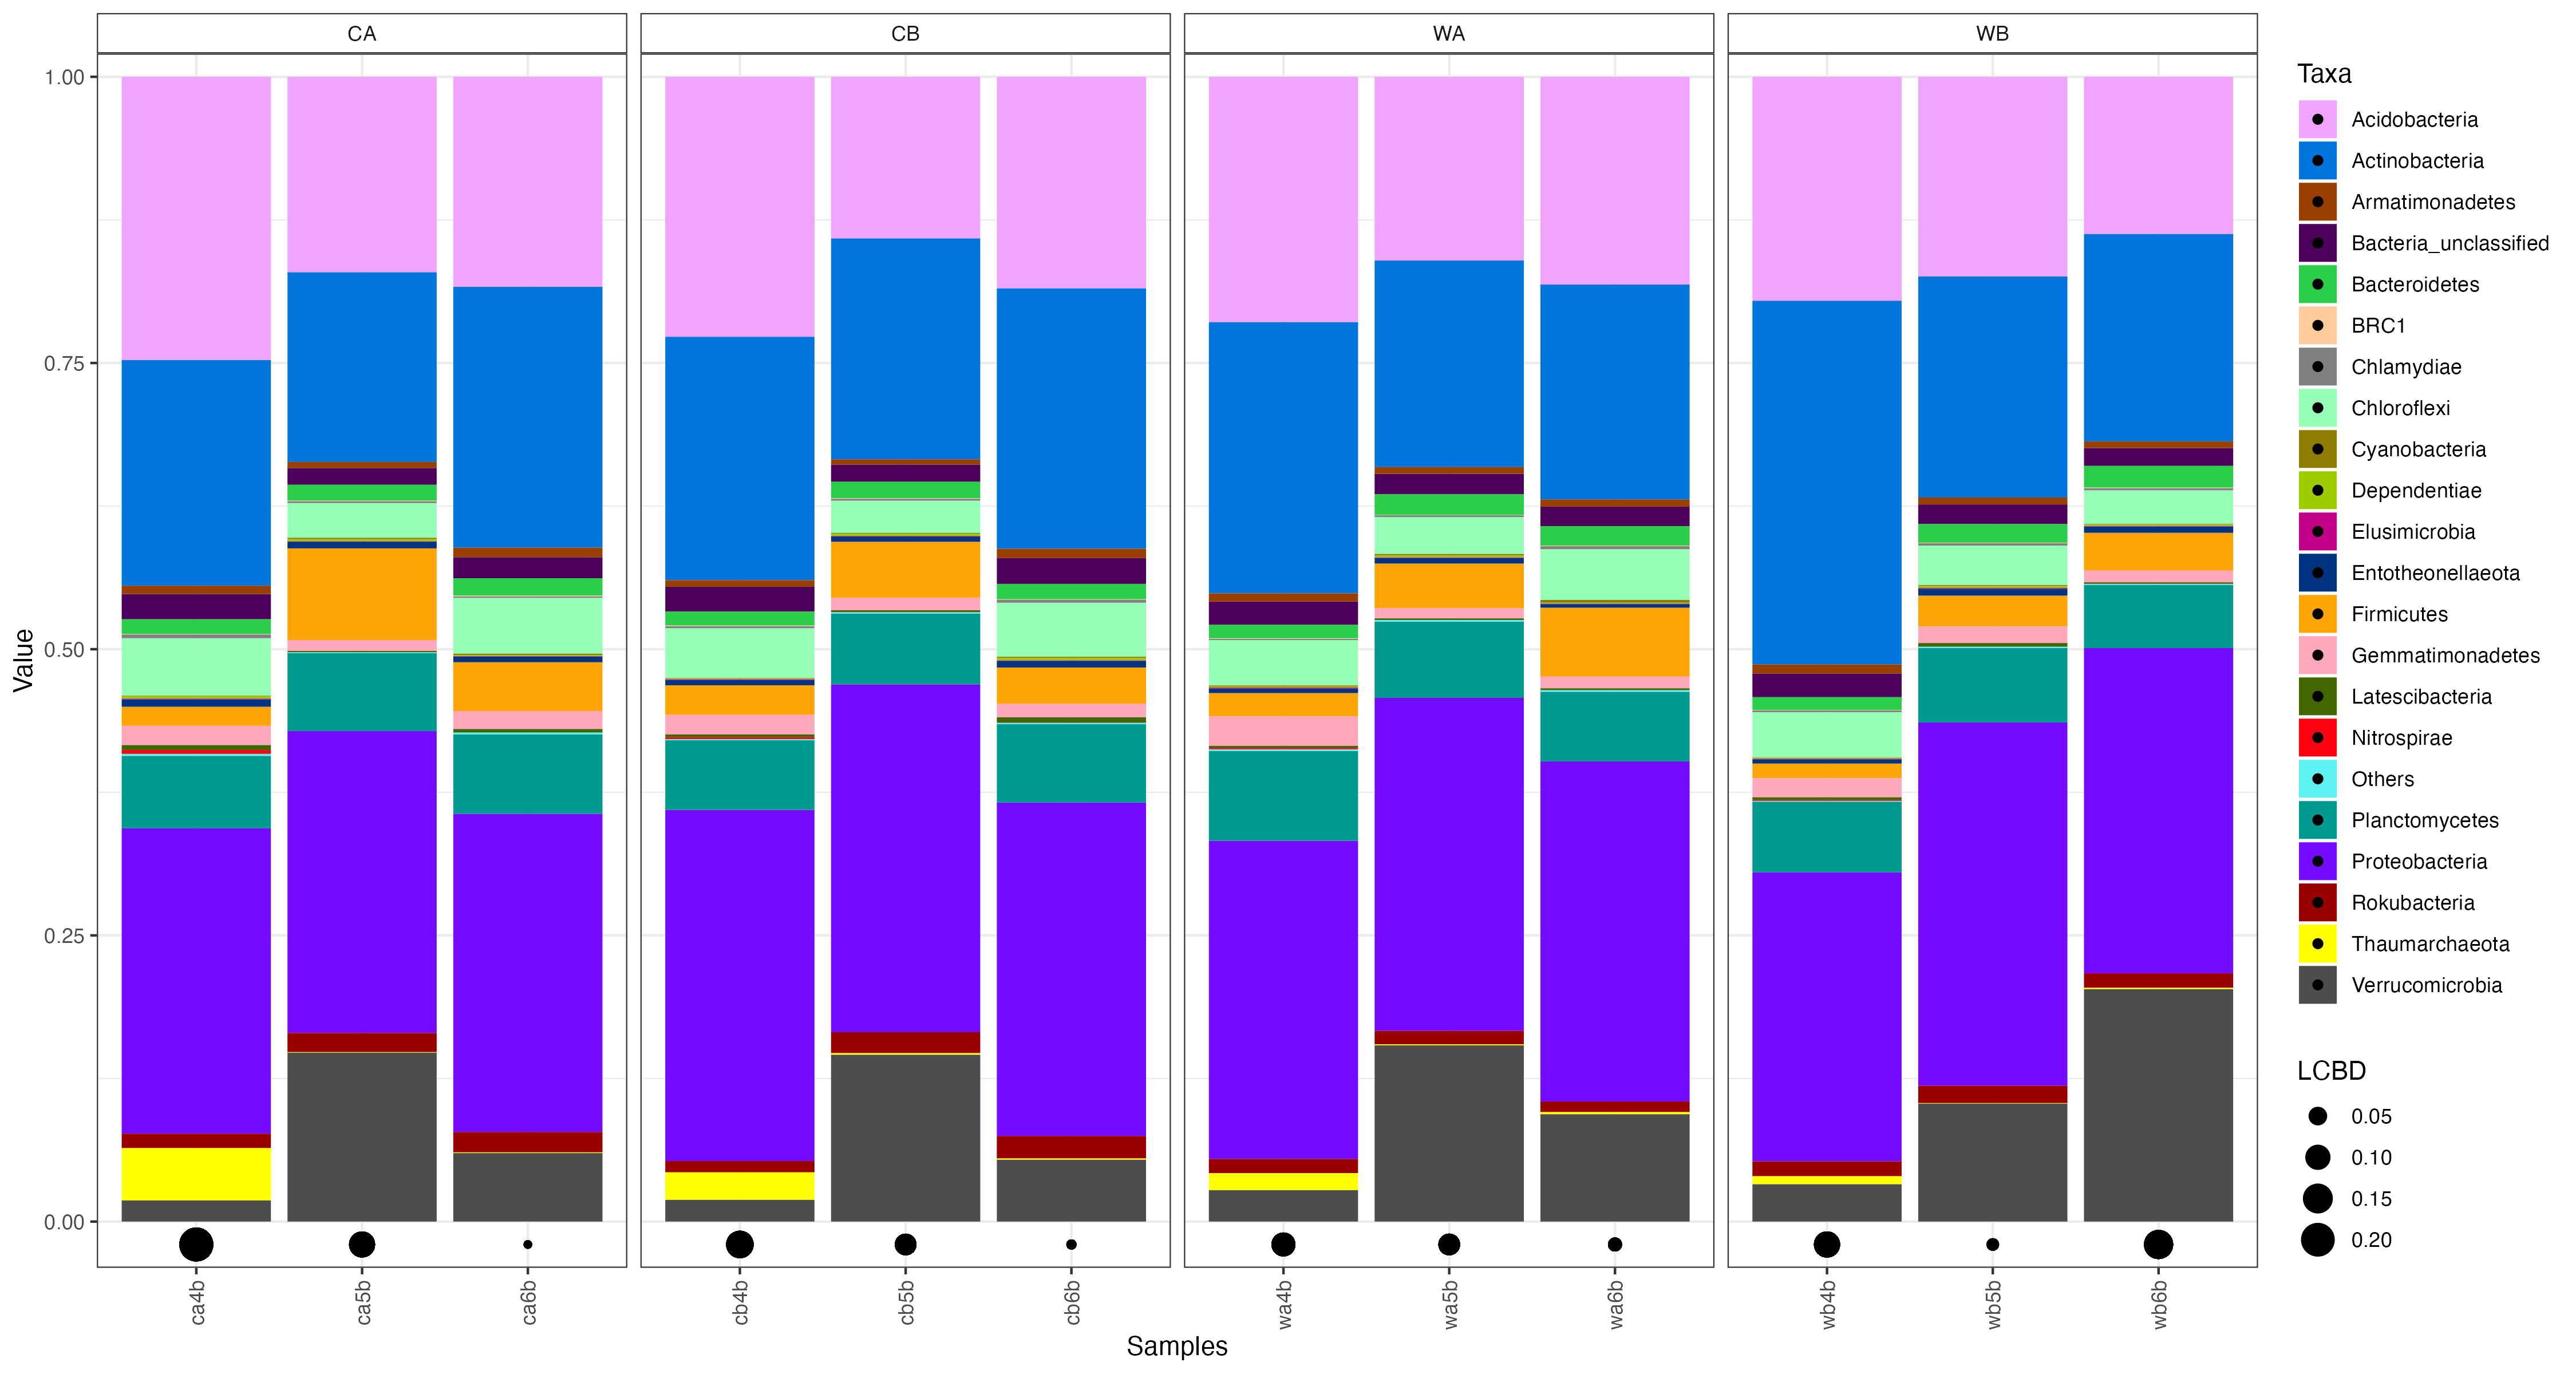 CA
CB
WA
WB
Value
1.00
0.75
0.50
0.25
0.00
ca4b
ca5b
ca6b
cb4b
cb5b
cb6b
wa4b
wa5b
wa6b
wb4b
wb5b
wb6b
Samples
Taxa
Acidobacteria
Actinobacteria
Armatimonadetes
Bacteria_unclassified
Bacteroidetes
BRC1
Chlamydiae
Chloroflexi
Cyanobacteria
Dependentiae
Elusimicrobia
Entotheonellaeota
Firmicutes
Gemmatimonadetes
Latescibacteria
Nitrospirae
Others
Planctomycetes
Proteobacteria
Rokubacteria
Thaumarchaeota
Verrucomicrobia
LCBD
0.05
0.10
0.15
0.20